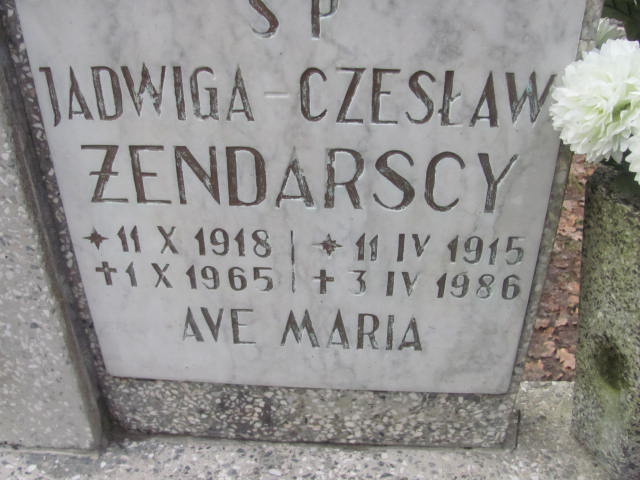 S P
JADWIGA - CZESŁAW
ŻENDARSCY
* 11 X 1918 | * 11 IV 1915
† 1 X 1965 | † 3 IV 1986
AVE MARIA